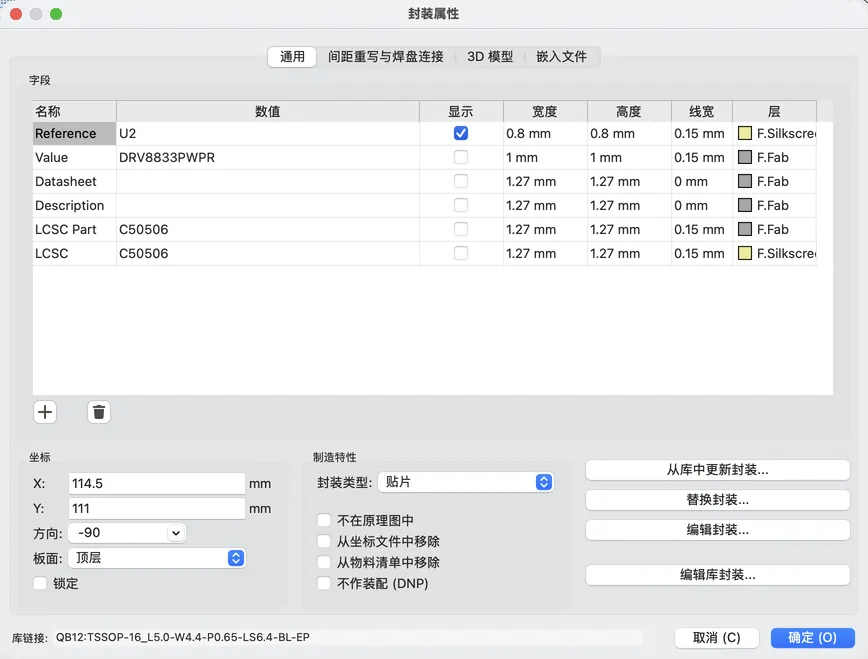 封装属性
通用 间距重写与焊盘连接 3D 模型 嵌入文件
字段
名称 数值 显示 宽度 高度 线宽 层
Reference U2 0.8 mm 0.8 mm 0.15 mm F.Silkscree
Value DRV8833PWPR 1 mm 1 mm 0.15 mm F.Fab
Datasheet 1.27 mm 1.27 mm 0 mm F.Fab
Description 1.27 mm 1.27 mm 0 mm F.Fab
LCSC Part C50506 1.27 mm 1.27 mm 0.15 mm F.Fab
LCSC C50506 1.27 mm 1.27 mm 0.15 mm F.Silkscree
坐标
X: 114.5 mm
Y: 111 mm
方向: -90
板面: 顶层
锁定
制造特性
封装类型: 贴片
不在原理图中
从坐标文件中移除
从物料清单中移除
不作装配 (DNP)
从库中更新封装...
替换封装...
编辑封装...
编辑库封装...
库链接: QB12:TSSOP-16_L5.0-W4.4-P0.65-LS6.4-BL-EP
取消 (C) 确定 (O)